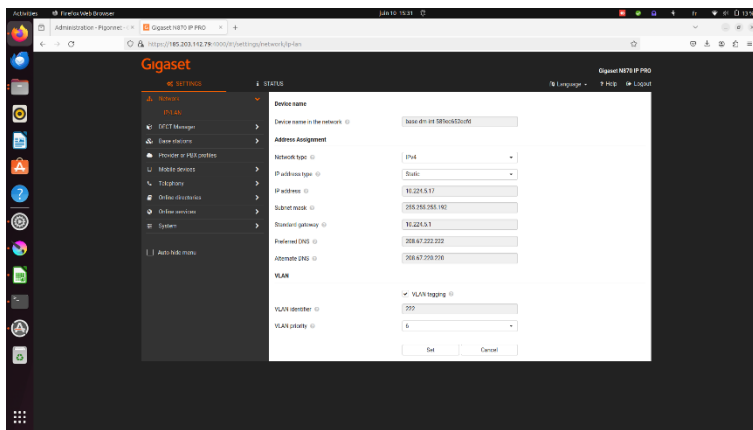 Activities Firefox Web Browser juin 10 15:31 fr 13%
Administration - Pigonnet - Gigaset N870 IP PRO
https://185.203.142.79:4000/#/settings/network/ip-lan
Gigaset
Gigaset N870 IP PRO
SETTINGS STATUS Language Help Logout
Network
IP/LAN
DECT Manager
Base stations
Provider or PBX profiles
Mobile devices
Telephony
Online directories
Online services
System
Auto-hide menu
Device name
Device name in the network
Address Assignment
Network type IPv4
IP address type Static
IP address 10.224.5.17
Subnet mask 255.255.255.192
Standard gateway 10.224.5.1
Preferred DNS 208.67.222.222
Alternate DNS 208.67.220.220
VLAN
VLAN tagging
VLAN identifier 222
VLAN priority 6
Set Cancel